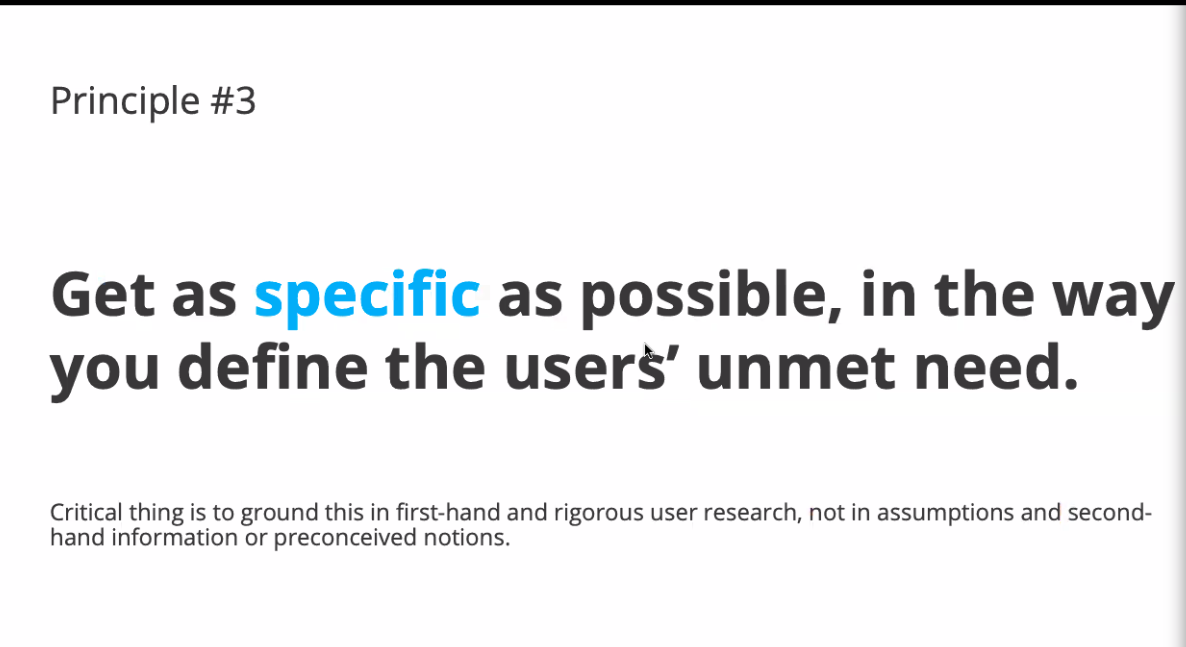 Principle #3
Get as specific as possible, in the way
you define the users’ unmet need.
Critical thing is to ground this in first-hand and rigorous user research, not in assumptions and second-
hand information or preconceived notions.